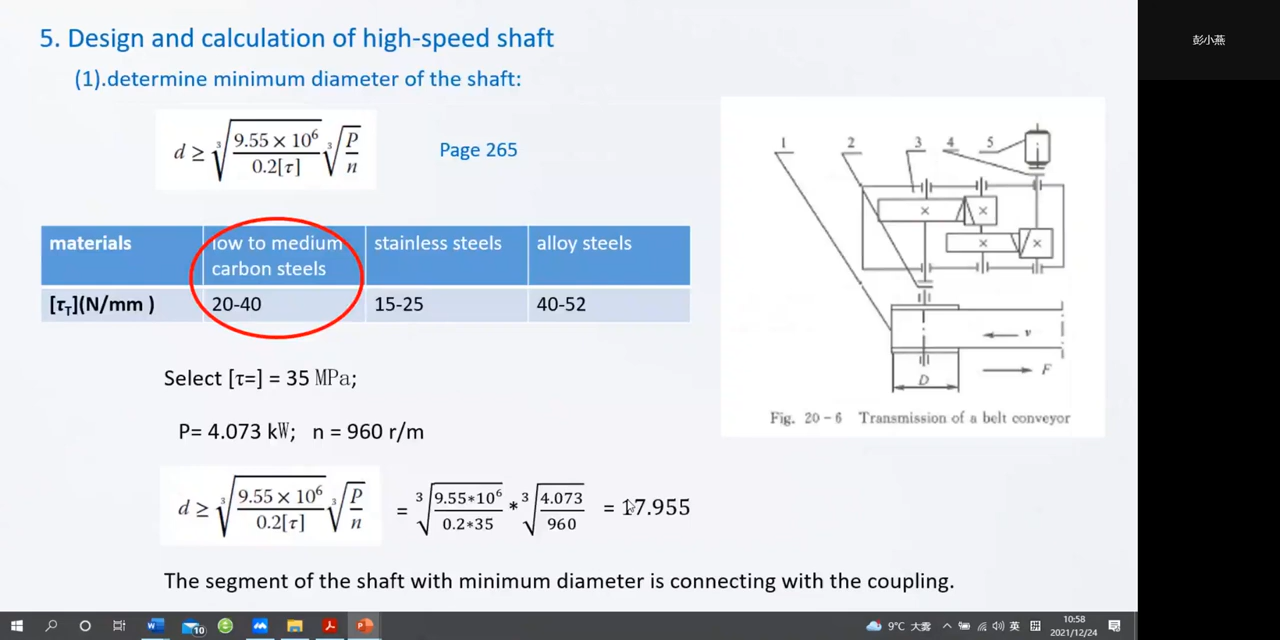 5. Design and calculation of high-speed shaft
彭小燕
(1).determine minimum diameter of the shaft:
d ≥ ∛(9.55 × 10⁶ / 0.2[τ]) ∛(P / n)
Page 265
materials | low to medium carbon steels | stainless steels | alloy steels
[τT](N/mm ) | 20-40 | 15-25 | 40-52
1 2 3 4 5
v
F
D
Fig. 20-6 Transmission of a belt conveyor
Select [τ=] = 35 MPa;
P= 4.073 kW; n = 960 r/m
d ≥ ∛(9.55 × 10⁶ / 0.2[τ]) ∛(P / n) = ∛(9.55*10⁶ / 0.2*35) * ∛(4.073 / 960) = 17.955
The segment of the shaft with minimum diameter is connecting with the coupling.
10
9°C 大雾
英
10:58
2021/12/24